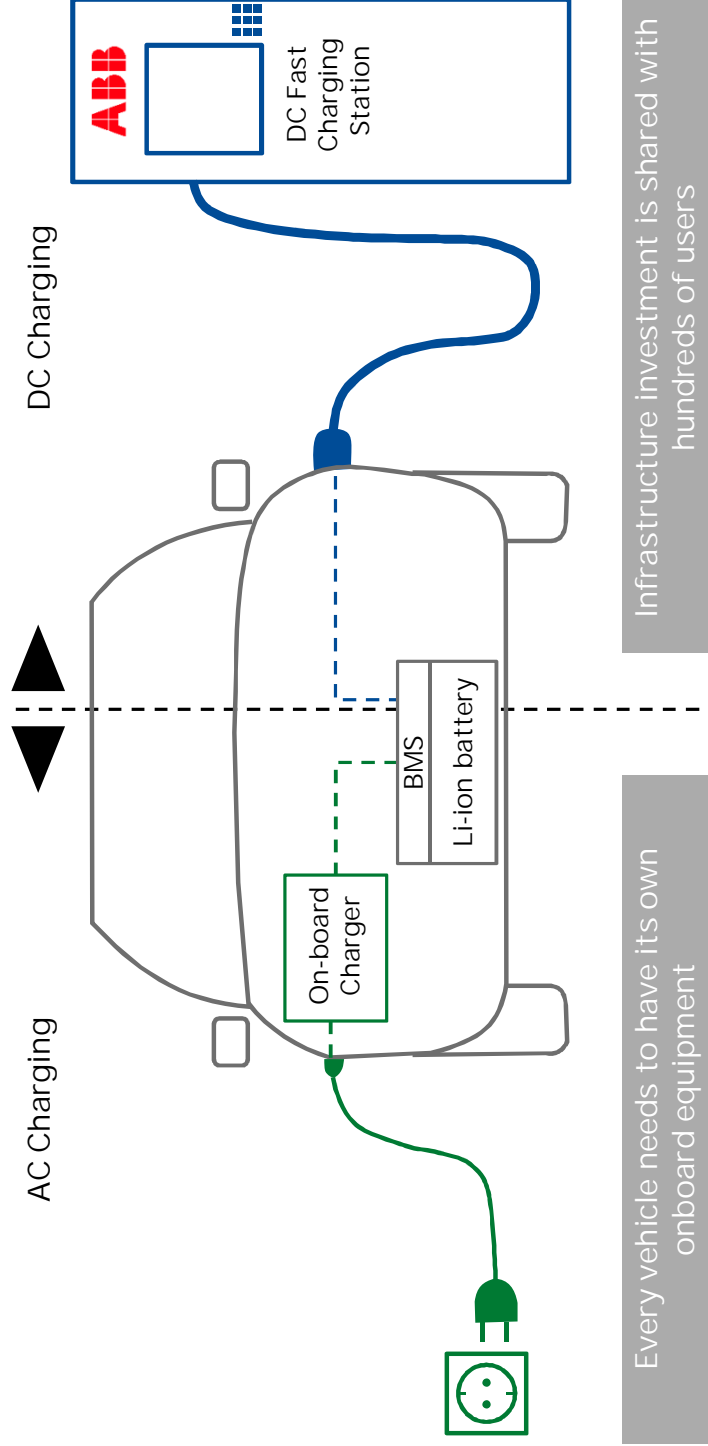 AC Charging
DC Charging
ABB
DC Fast
Charging
Station
On-board
Charger
BMS
Li-ion battery
Every vehicle needs to have its own
onboard equipment
Infrastructure investment is shared with
hundreds of users